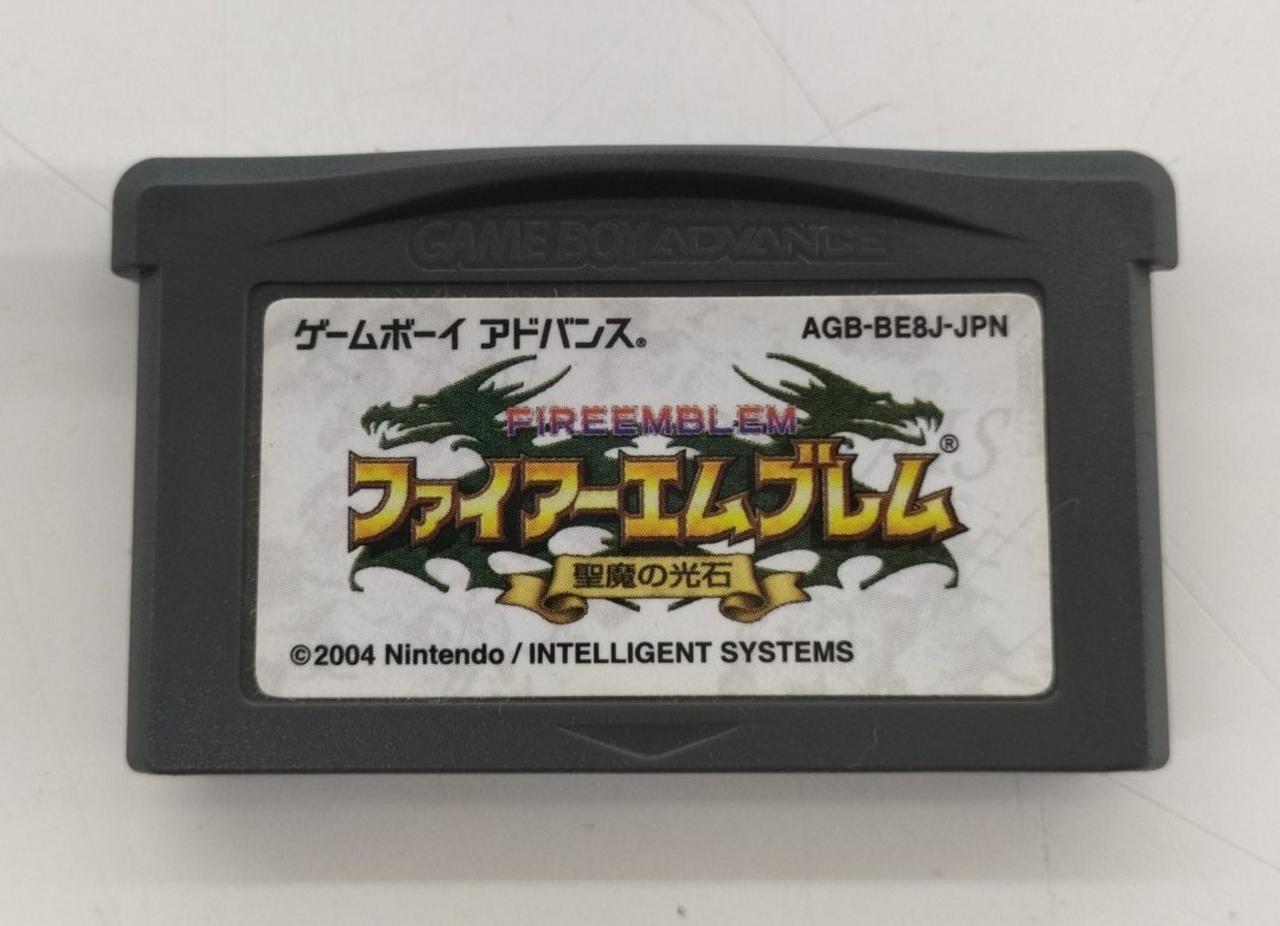 GAME BOY ADVANCE
ゲームボーイ アドバンス®
AGB-BE8J-JPN
FIREEMBLEM
ファイアーエムブレム®
聖魔の光石
©2004 Nintendo / INTELLIGENT SYSTEMS